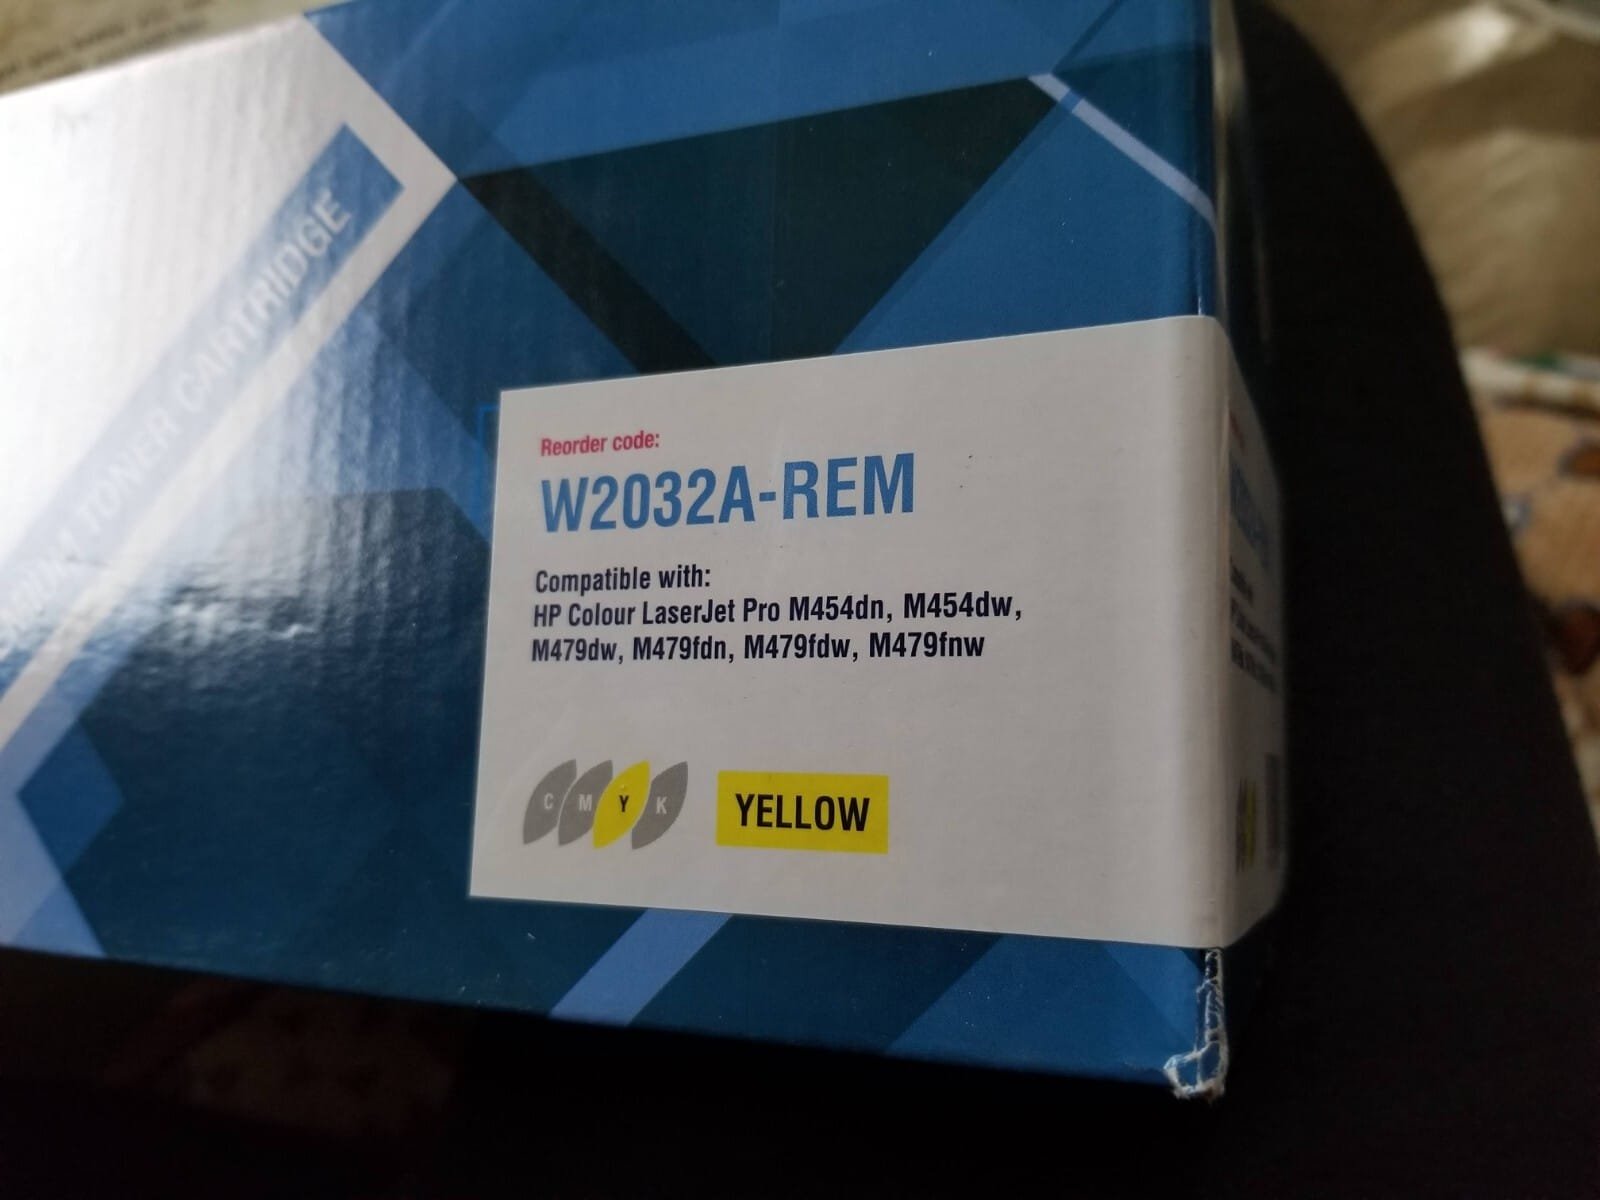 TONER CARTRIDGE
Reorder code:
W2032A-REM
Compatible with:
HP Colour LaserJet Pro M454dn, M454dw,
M479dw, M479fdn, M479fdw, M479fnw
C M Y K
YELLOW